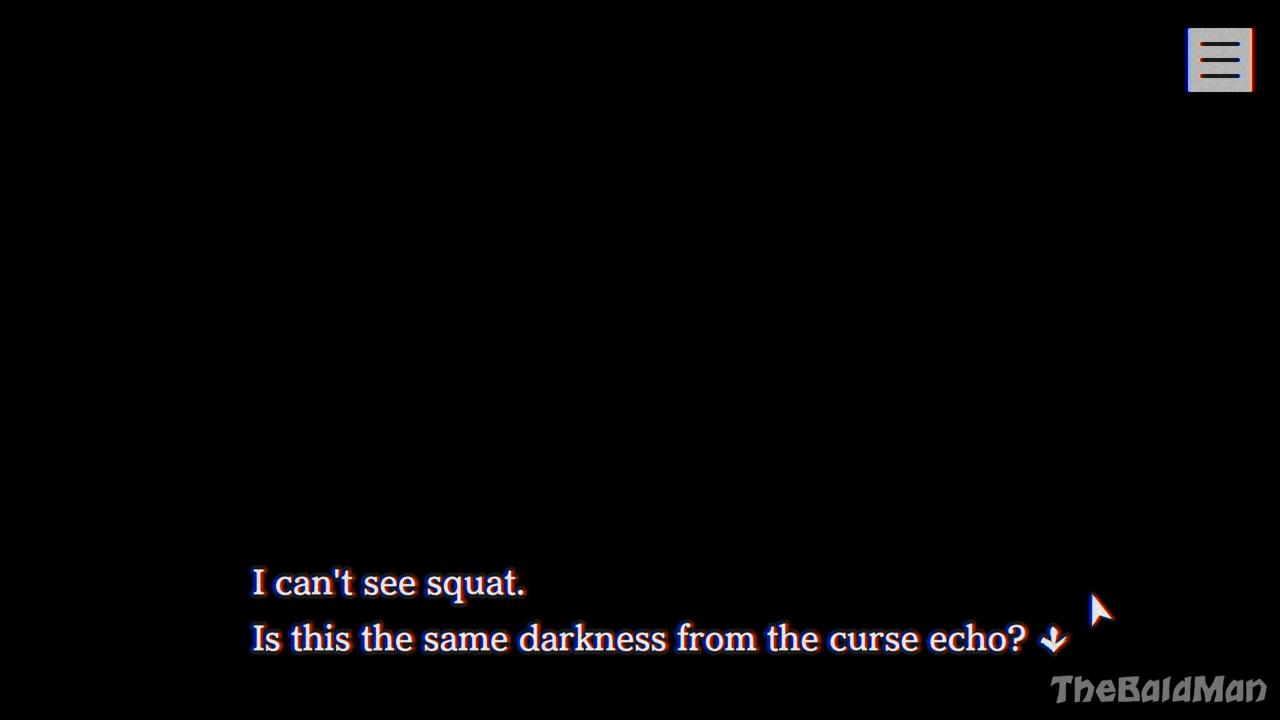 I can't see squat.
Is this the same darkness from the curse echo?
TheBaldMan